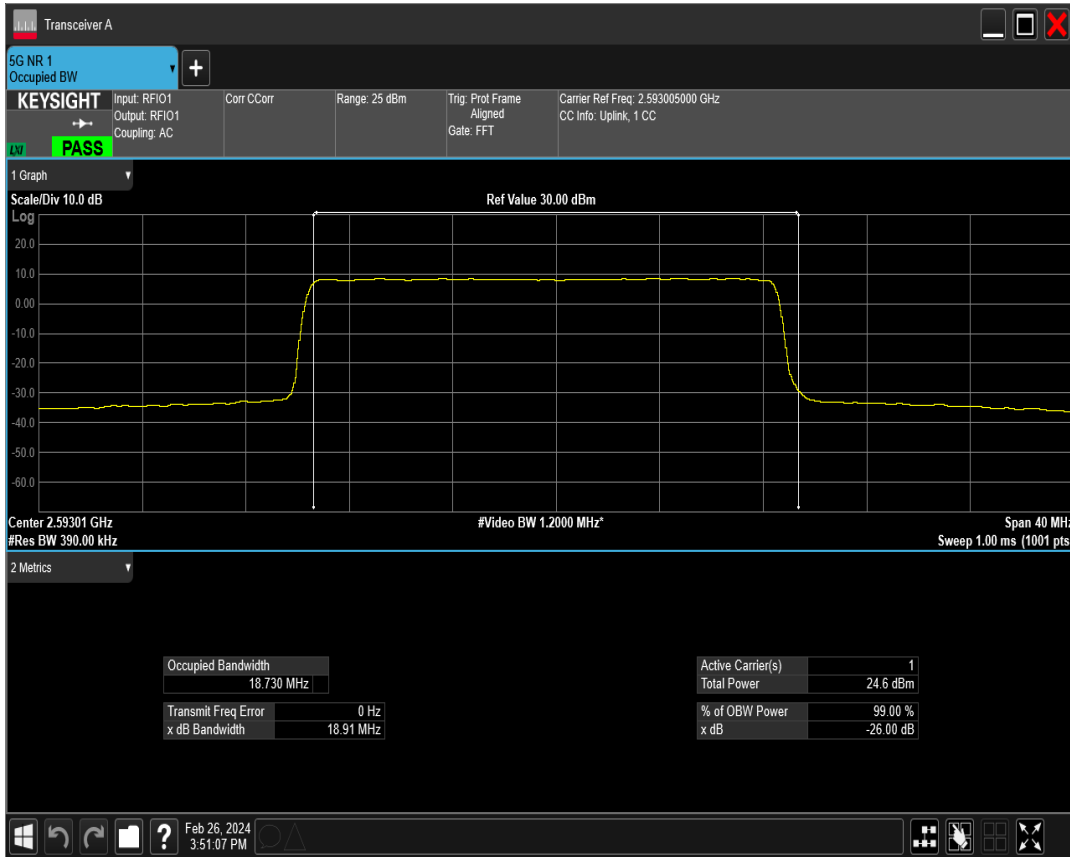 Transceiver A
5G NR 1
Occupied BW
KEYSIGHT
LXI
PASS
Input: RFIO1
Output: RFIO1
Coupling: AC
Corr CCorr
Range: 25 dBm
Trig: Prot Frame
Aligned
Gate: FFT
Carrier Ref Freq: 2.593005000 GHz
CC Info: Uplink, 1 CC
1 Graph
Scale/Div 10.0 dB
Ref Value 30.00 dBm
Log
20.0
10.0
0.00
-10.0
-20.0
-30.0
-40.0
-50.0
-60.0
Center 2.59301 GHz
#Video BW 1.2000 MHz*
Span 40 MHz
#Res BW 390.00 kHz
Sweep 1.00 ms (1001 pts
2 Metrics
Occupied Bandwidth
18.730 MHz
Transmit Freq Error 0 Hz
x dB Bandwidth 18.91 MHz
Active Carrier(s) 1
Total Power 24.6 dBm
% of OBW Power 99.00 %
x dB -26.00 dB
?
Feb 26, 2024
3:51:07 PM